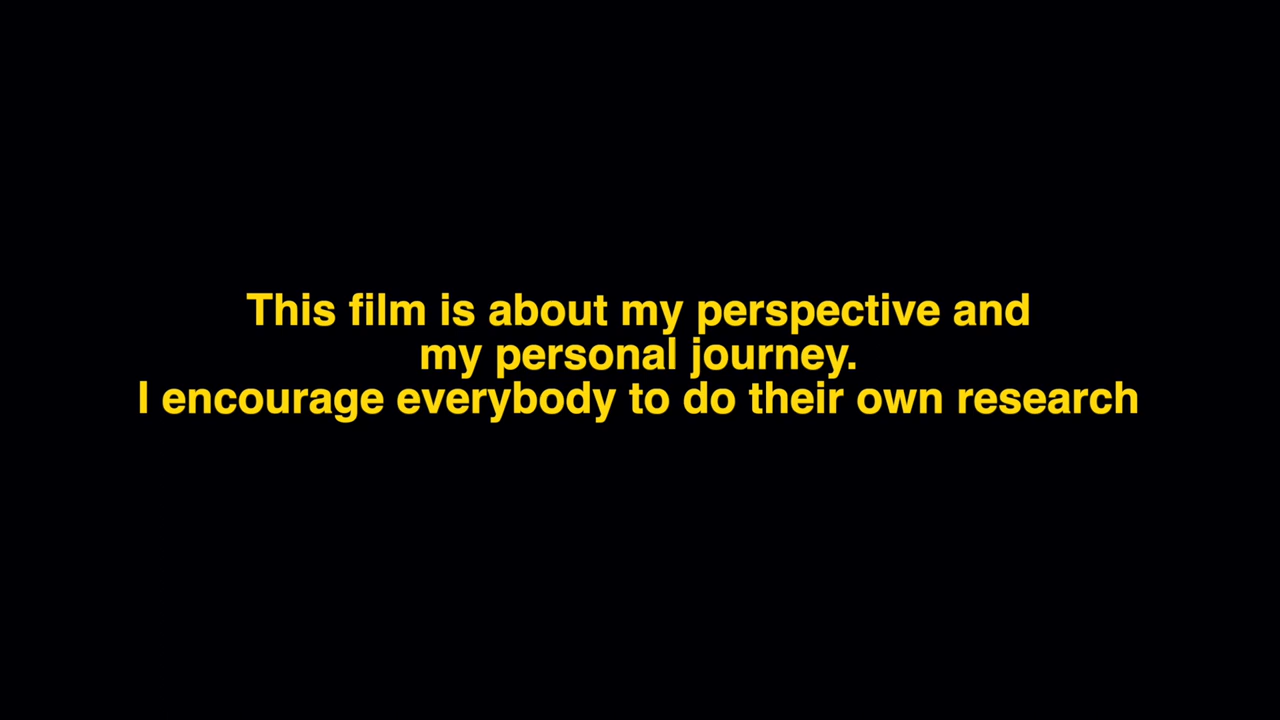 This film is about my perspective and
my personal journey.
I encourage everybody to do their own research